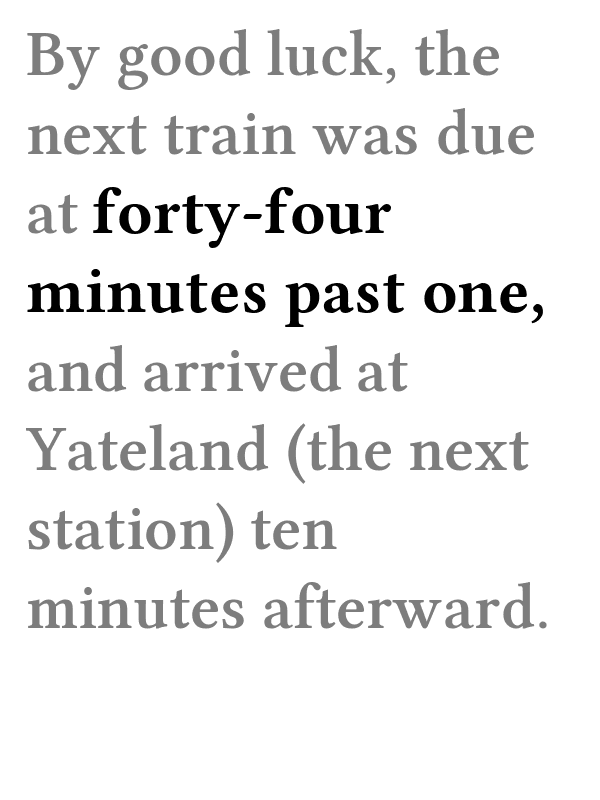 By good luck, the
next train was due
at forty-four
minutes past one,
and arrived at
Yateland (the next
station) ten
minutes afterward.